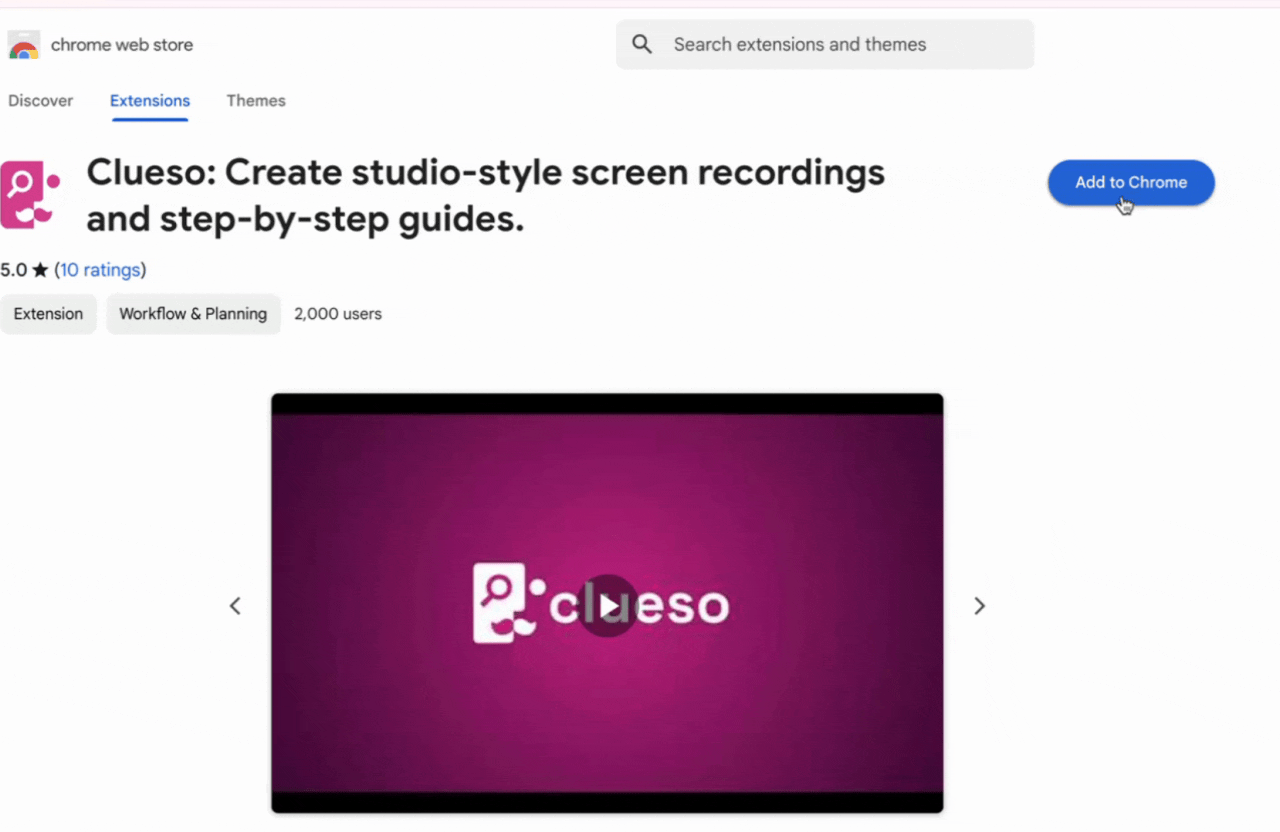 chrome web store
Search extensions and themes
Discover Extensions Themes
Clueso: Create studio-style screen recordings
and step-by-step guides.
Add to Chrome
5.0 ★ (10 ratings)
Extension Workflow & Planning 2,000 users
clueso